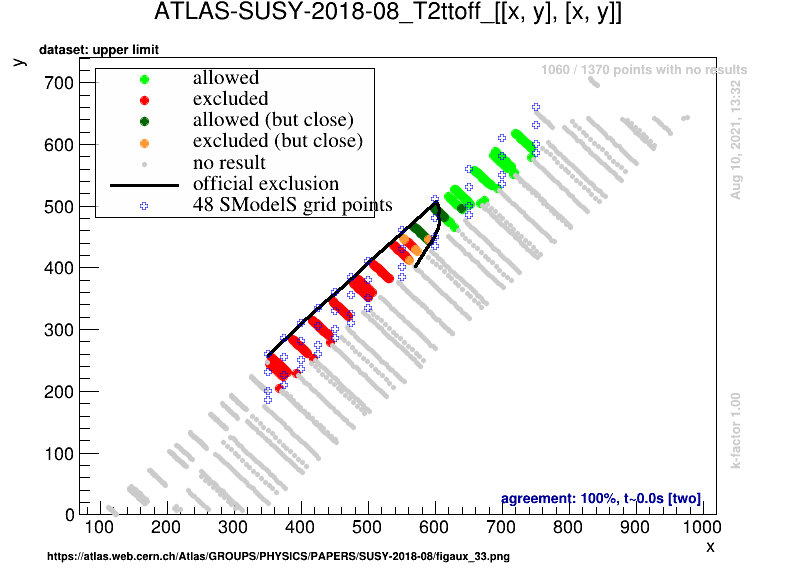 ATLAS-SUSY-2018-08_T2ttoff_[[x, y], [x, y]]
dataset: upper limit
y
1060 / 1370 points with no results
allowed
excluded
allowed (but close)
excluded (but close)
no result
official exclusion
48 SModelS grid points
Aug 10, 2021, 13:32
k-factor 1.00
700
600
500
400
300
200
100
0
agreement: 100%, t~0.0s [two]
100 200 300 400 500 600 700 800 900 1000
x
https://atlas.web.cern.ch/Atlas/GROUPS/PHYSICS/PAPERS/SUSY-2018-08/figaux_33.png